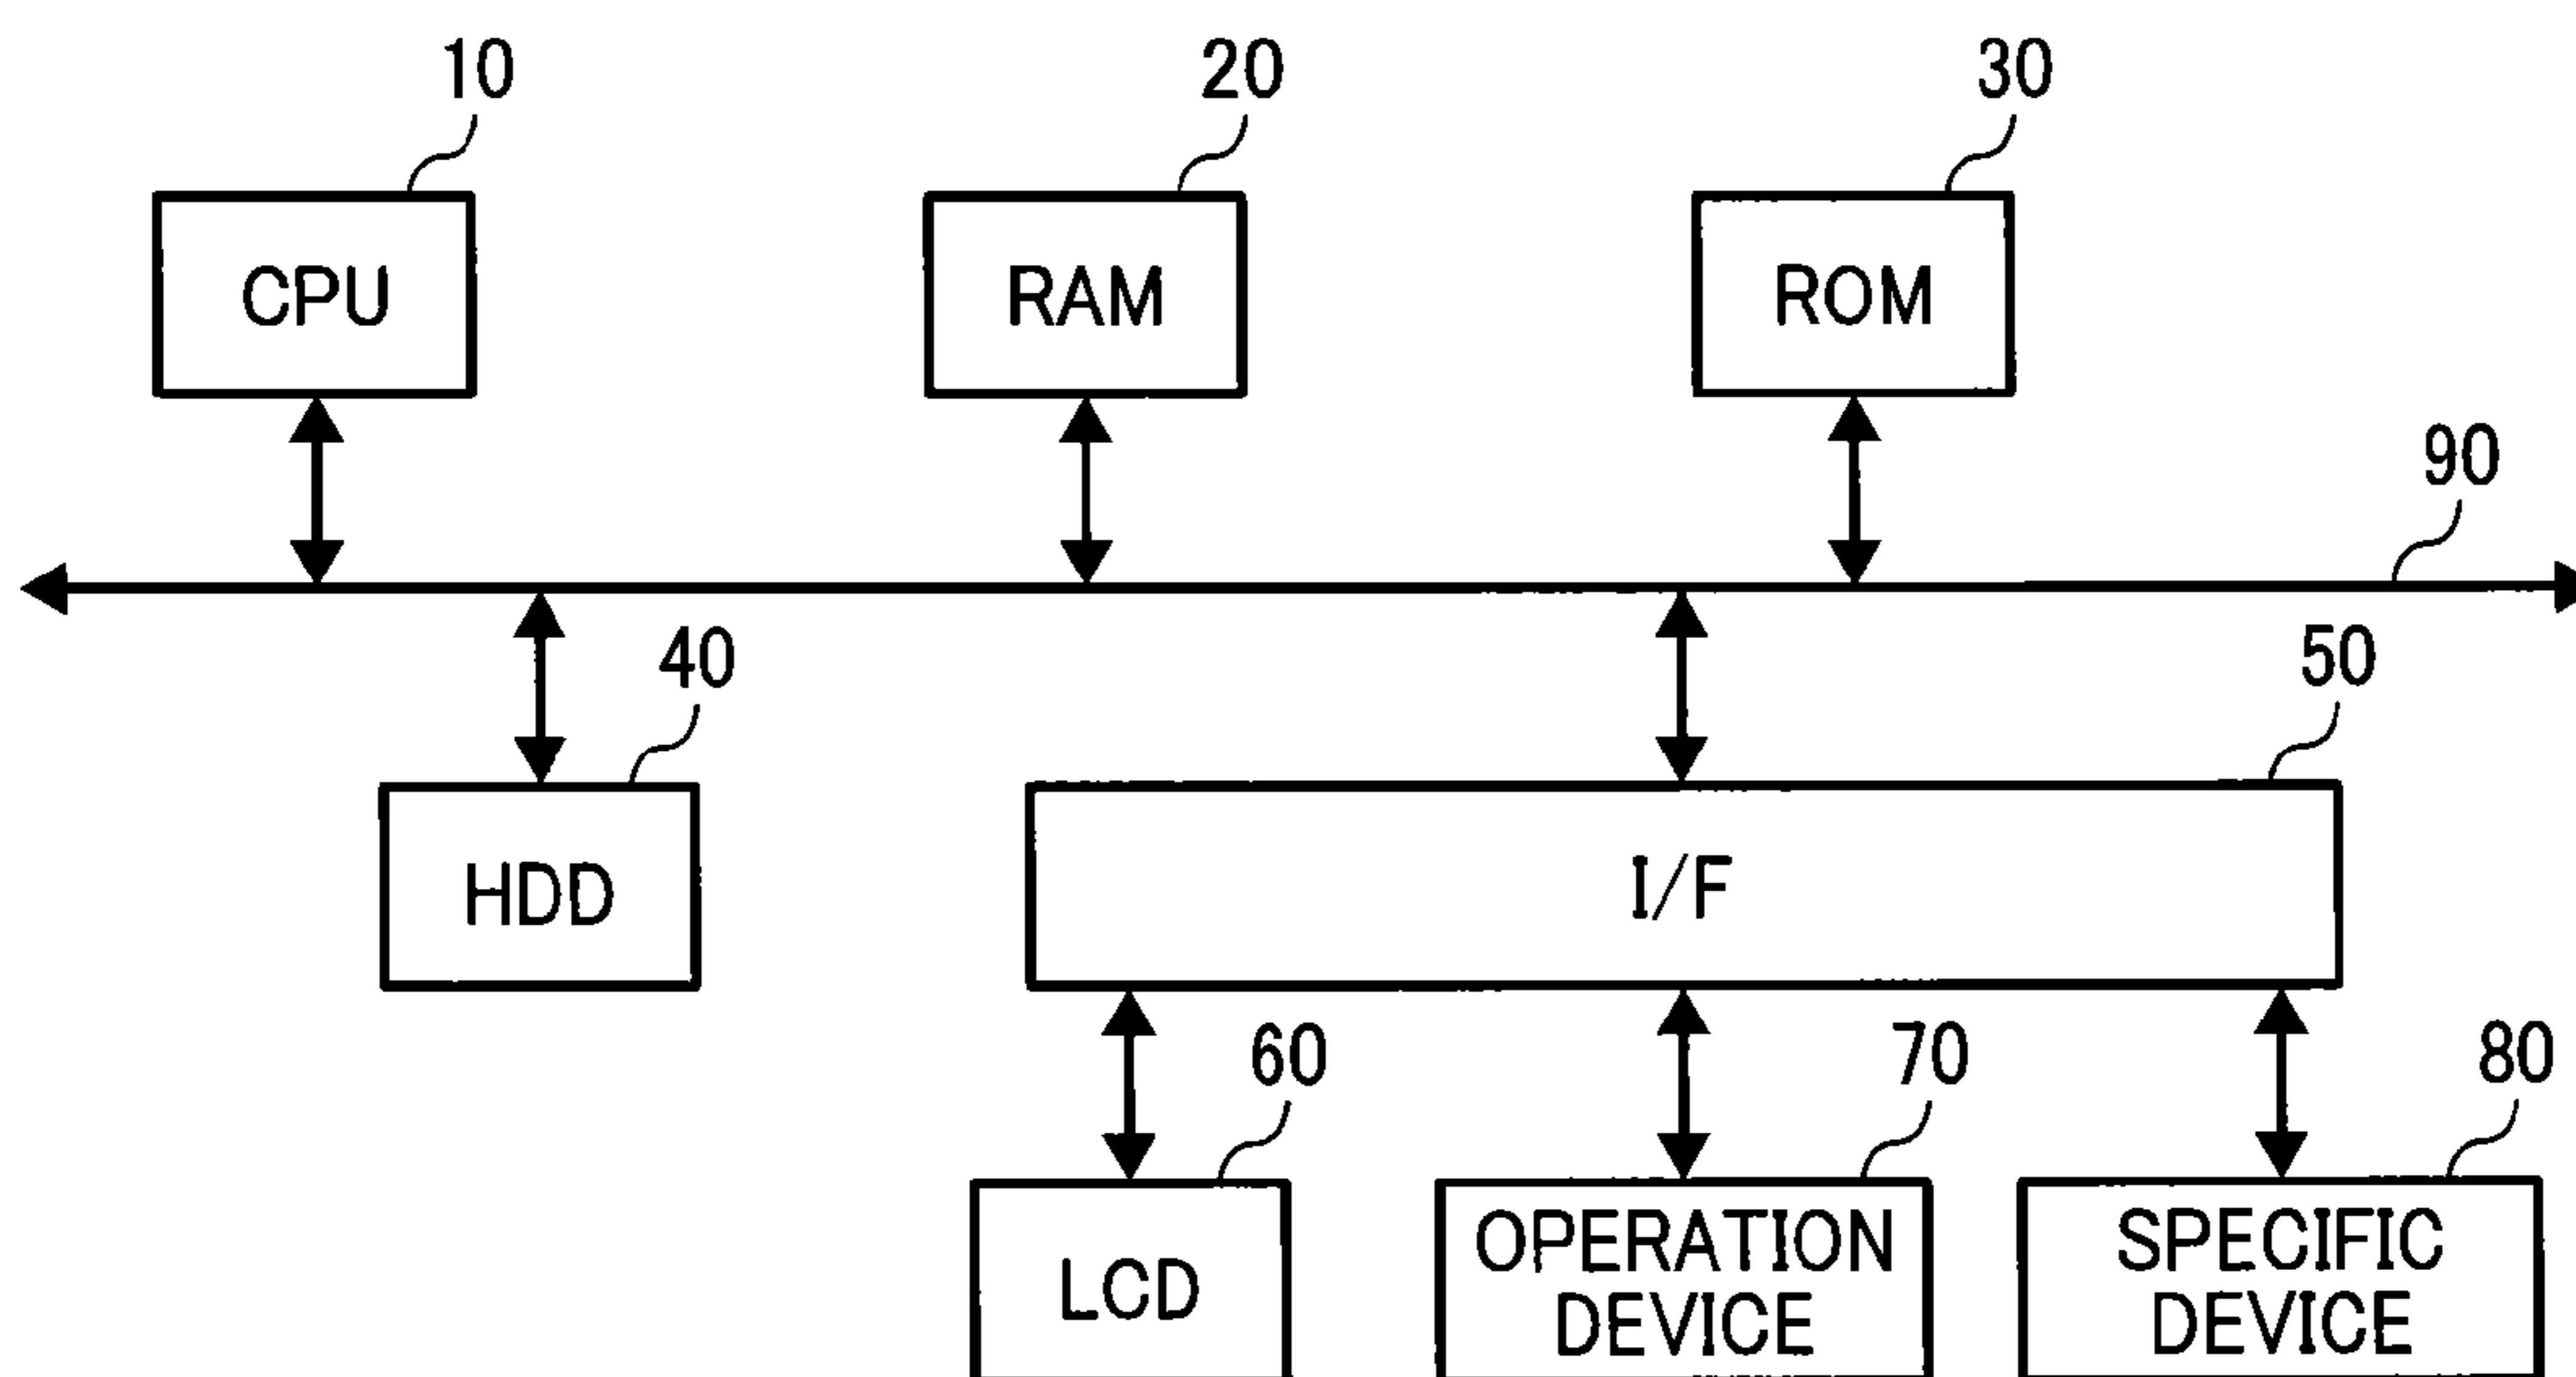 10
20
30
CPU
RAM
ROM
90
40
50
HDD
I/F
60
70
80
LCD
OPERATION
DEVICE
SPECIFIC
DEVICE